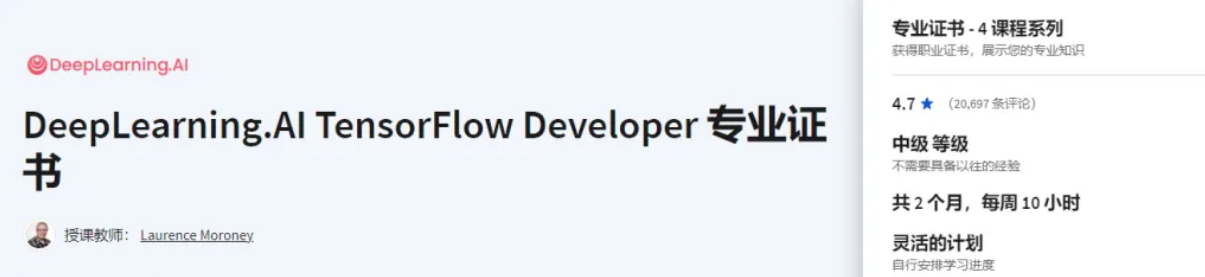 DeepLearning.AI
DeepLearning.AI TensorFlow Developer 专业证
书
授课教师： Laurence Moroney
专业证书 - 4 课程系列
获得职业证书，展示您的专业知识
4.7 ★ （20,697 条评论）
中级 等级
不需要具备以往的经验
共 2 个月，每周 10 小时
灵活的计划
自行安排学习进度